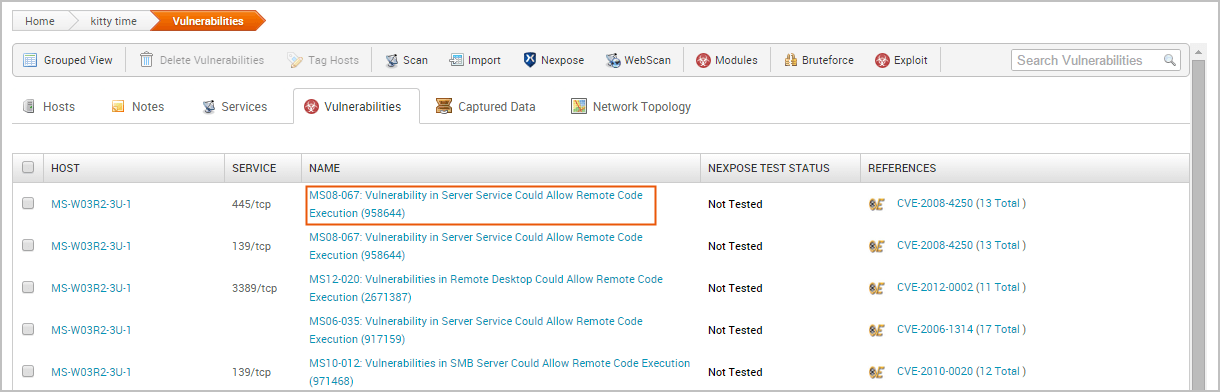 Home kitty time Vulnerabilities
Grouped View Delete Vulnerabilities Tag Hosts Scan Import Nexpose WebScan Modules Bruteforce Exploit Search Vulnerabilities
Hosts Notes Services Vulnerabilities Captured Data Network Topology
HOST SERVICE NAME NEXPOSE TEST STATUS REFERENCES
MS-W03R2-3U-1 445/tcp MS08-067: Vulnerability in Server Service Could Allow Remote Code Not Tested CVE-2008-4250 (13 Total )
Execution (958644)
MS-W03R2-3U-1 139/tcp MS08-067: Vulnerability in Server Service Could Allow Remote Code Not Tested CVE-2008-4250 (13 Total )
Execution (958644)
MS-W03R2-3U-1 3389/tcp MS12-020: Vulnerabilities in Remote Desktop Could Allow Remote Code Not Tested CVE-2012-0002 (11 Total )
Execution (2671387)
MS-W03R2-3U-1 MS06-035: Vulnerability in Server Service Could Allow Remote Code Not Tested CVE-2006-1314 (17 Total )
Execution (917159)
MS-W03R2-3U-1 139/tcp MS10-012: Vulnerabilities in SMB Server Could Allow Remote Code Execution Not Tested CVE-2010-0020 (12 Total )
(971468)